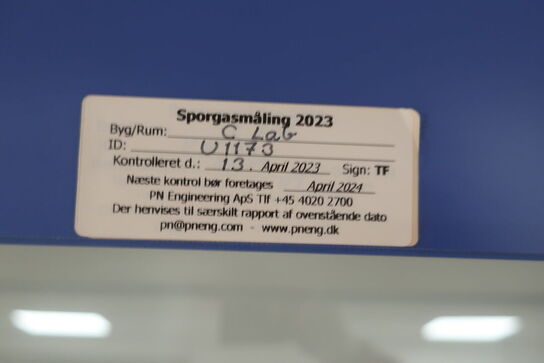 Sporgasmåling 2023
Byg/Rum: C Lab
ID: U1173
Kontrolleret d.: 13. April 2023 Sign: TF
Næste kontrol bør foretages April 2024
PN Engineering ApS Tlf +45 4020 2700
Der henvises til særskilt rapport af ovenstående dato
pn@pneng.com - www.pneng.dk